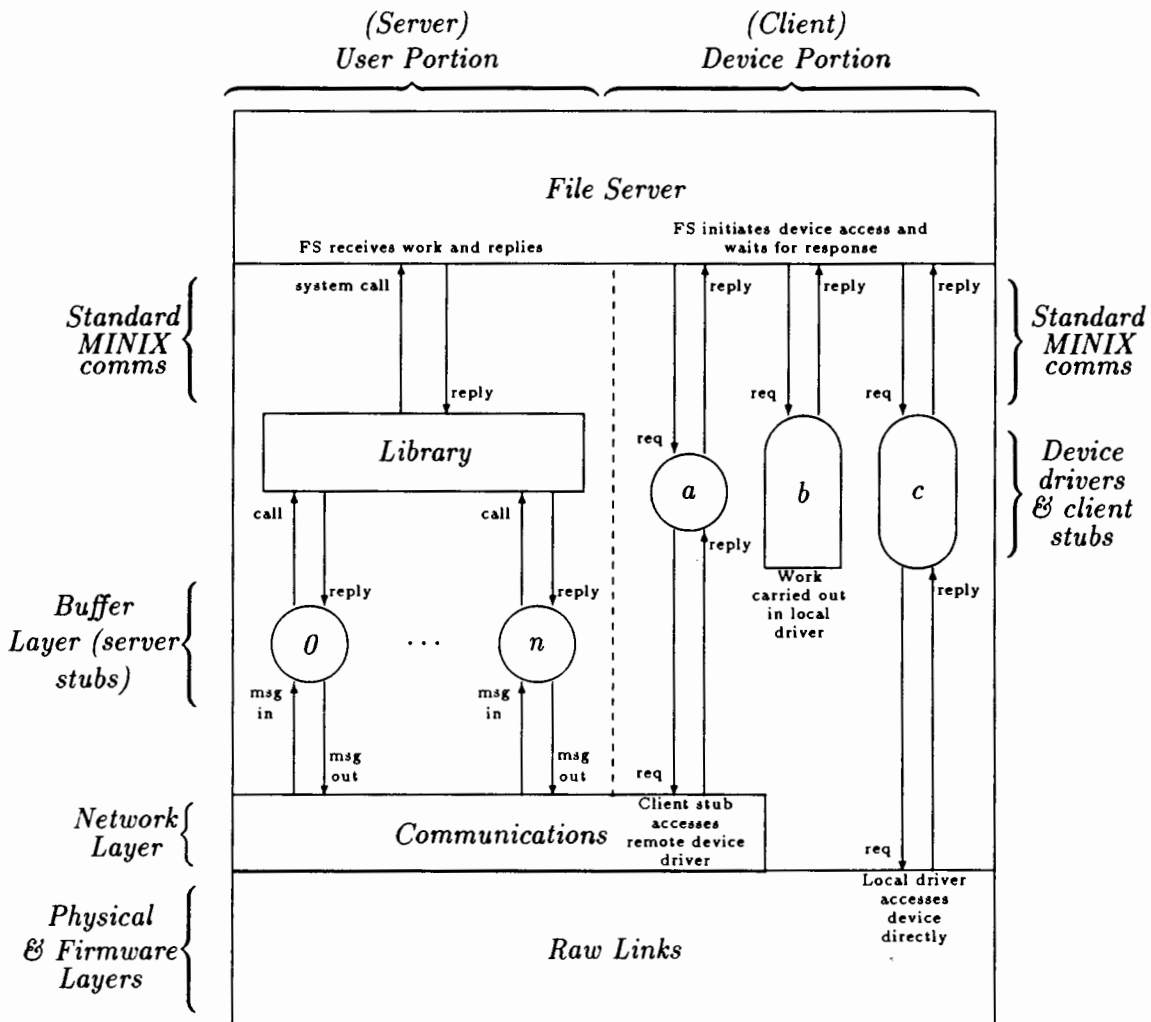 (Server)
User Portion
(Client)
Device Portion
File Server
FS receives work and replies
FS initiates device access and
waits for response
system call
reply
reply
reply
reply
Standard
MINIX
comms
Standard
MINIX
comms
reply
req
req
req
Library
a
b
c
Device
drivers
& client
stubs
call
call
reply
Work
carried out
in local
driver
reply
reply
reply
Buffer
Layer (server
stubs)
0
...
n
msg
in
msg
in
msg
out
msg
out
req
Network
Layer
Communications
Client stub
accesses
remote device
driver
req
Local driver
accesses
device
directly
Physical
& Firmware
Layers
Raw Links